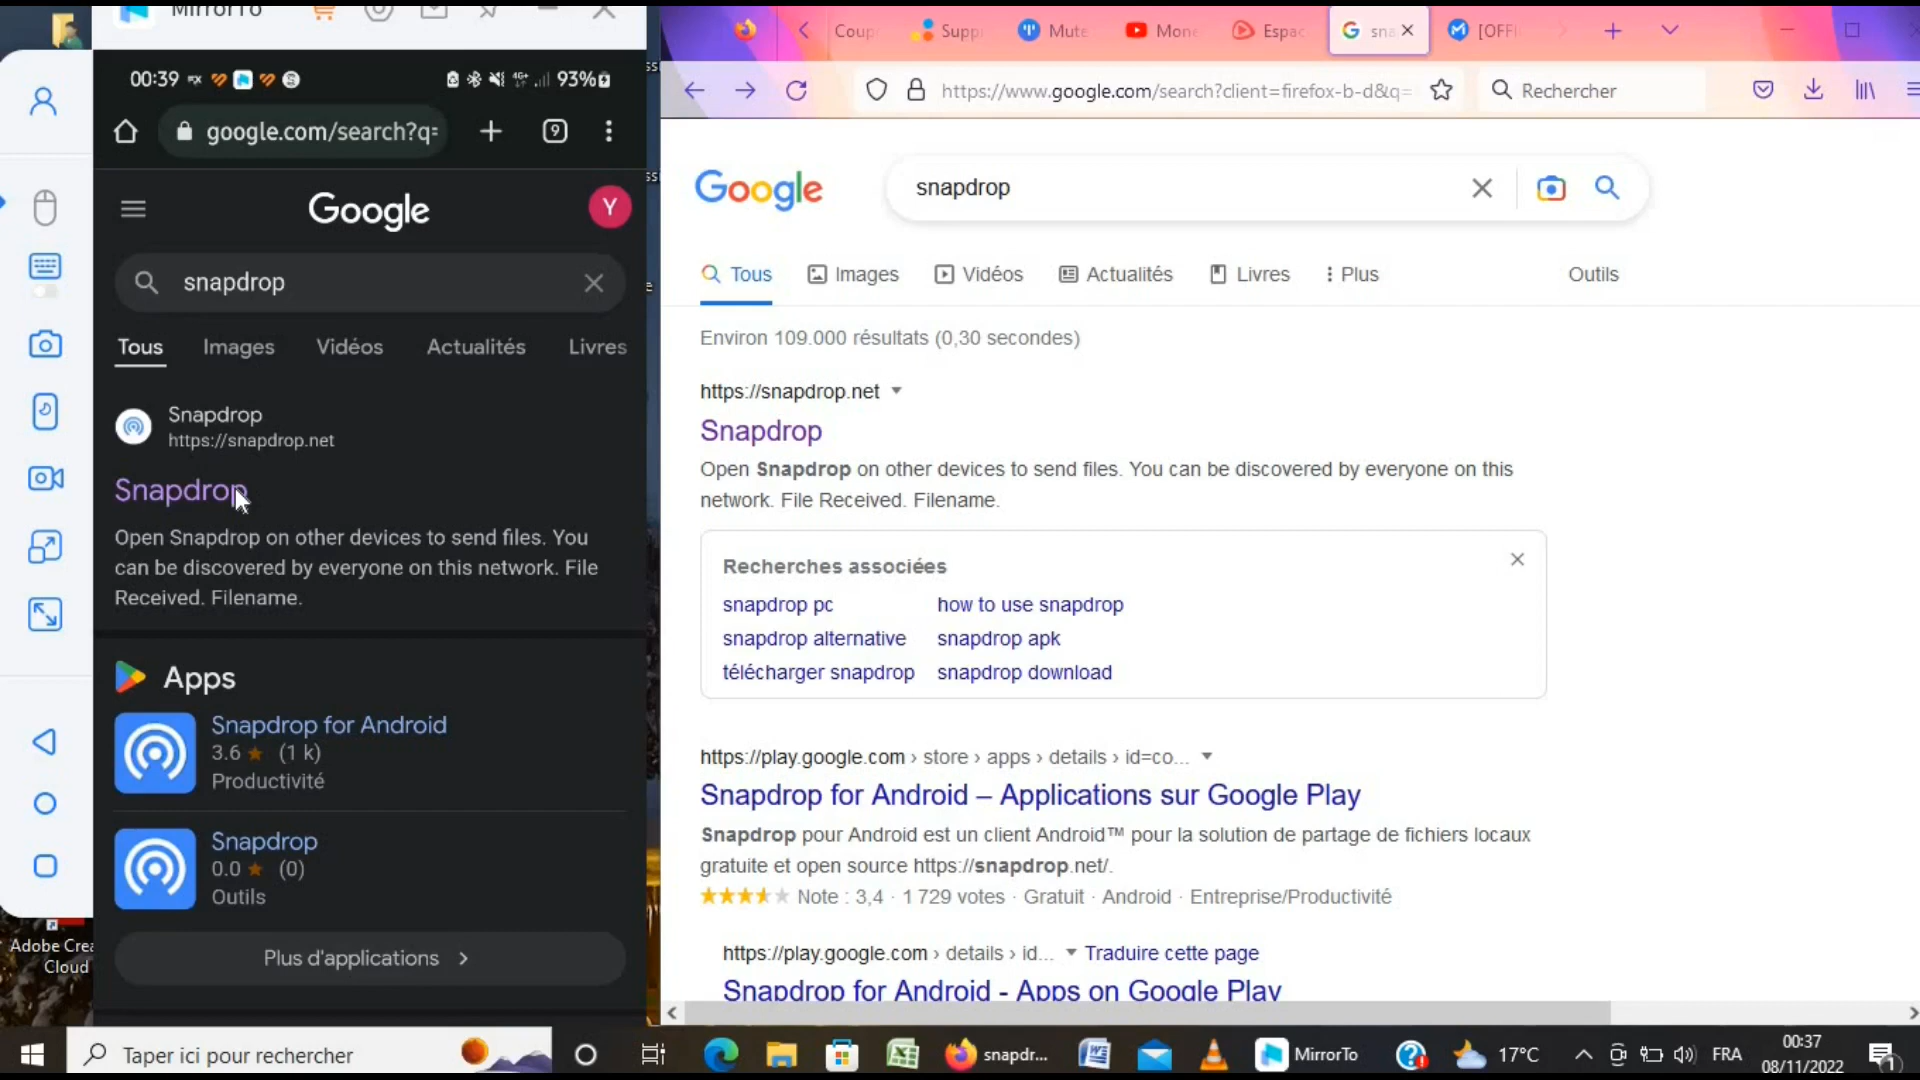 MirrorTo
00:39
93%
google.com/search?q=
9
Google
Y
snapdrop
Tous Images Vidéos Actualités Livres
Snapdrop
https://snapdrop.net
Snapdrop
Open Snapdrop on other devices to send files. You
can be discovered by everyone on this network. File
Received. Filename.
Apps
Snapdrop for Android
3.6 ★ (1 k)
Productivité
Snapdrop
0.0 ★ (0)
Outils
Plus d'applications >
Adobe Crea
Cloud
Coup Supp Mute Mone Espac sna [OFFI
https://www.google.com/search?client=firefox-b-d&q=
Rechercher
Google
snapdrop
Tous Images Vidéos Actualités Livres Plus Outils
Environ 109.000 résultats (0,30 secondes)
https://snapdrop.net
Snapdrop
Open Snapdrop on other devices to send files. You can be discovered by everyone on this
network. File Received. Filename.
Recherches associées
snapdrop pc how to use snapdrop
snapdrop alternative snapdrop apk
télécharger snapdrop snapdrop download
https://play.google.com › store › apps › details › id=co...
Snapdrop for Android – Applications sur Google Play
Snapdrop pour Android est un client Android™ pour la solution de partage de fichiers locaux
gratuite et open source https://snapdrop.net/.
Note : 3,4 · 1 729 votes · Gratuit · Android · Entreprise/Productivité
https://play.google.com › details › id... Traduire cette page
Snapdrop for Android - Apps on Google Play
Taper ici pour rechercher
snapdr...
MirrorTo
17°C
FRA
00:37
08/11/2022
1